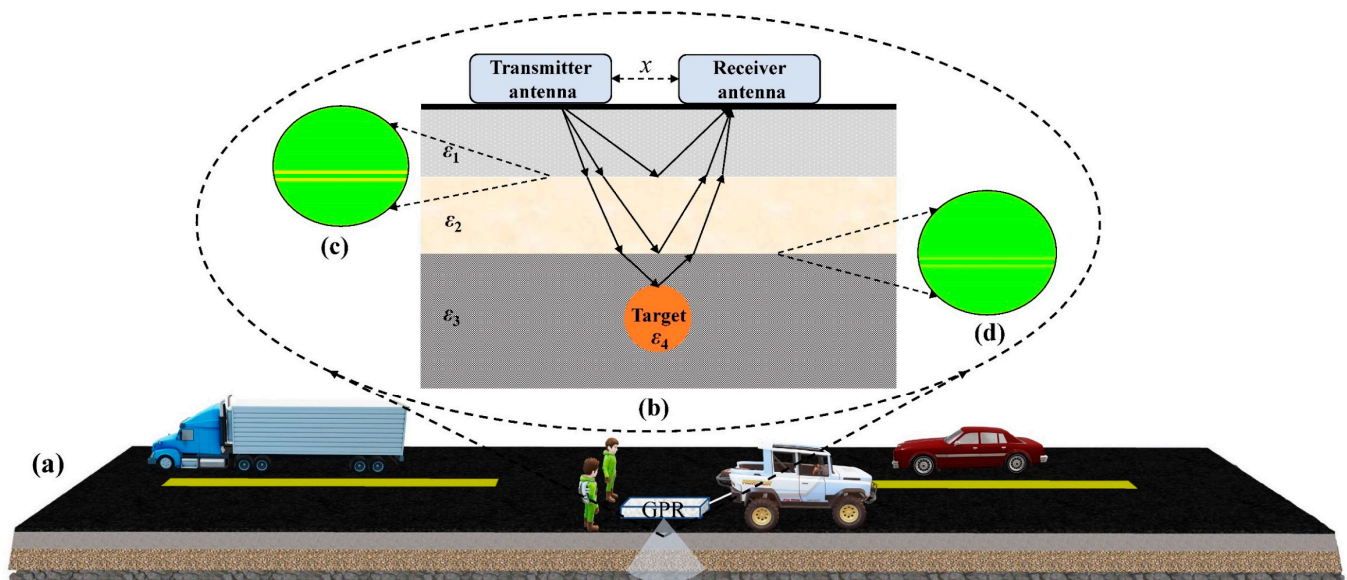 Transmitter
antenna
x
Receiver
antenna
ε1
(c)
ε2
(d)
ε3
Target
ε4
(b)
(a)
GPR